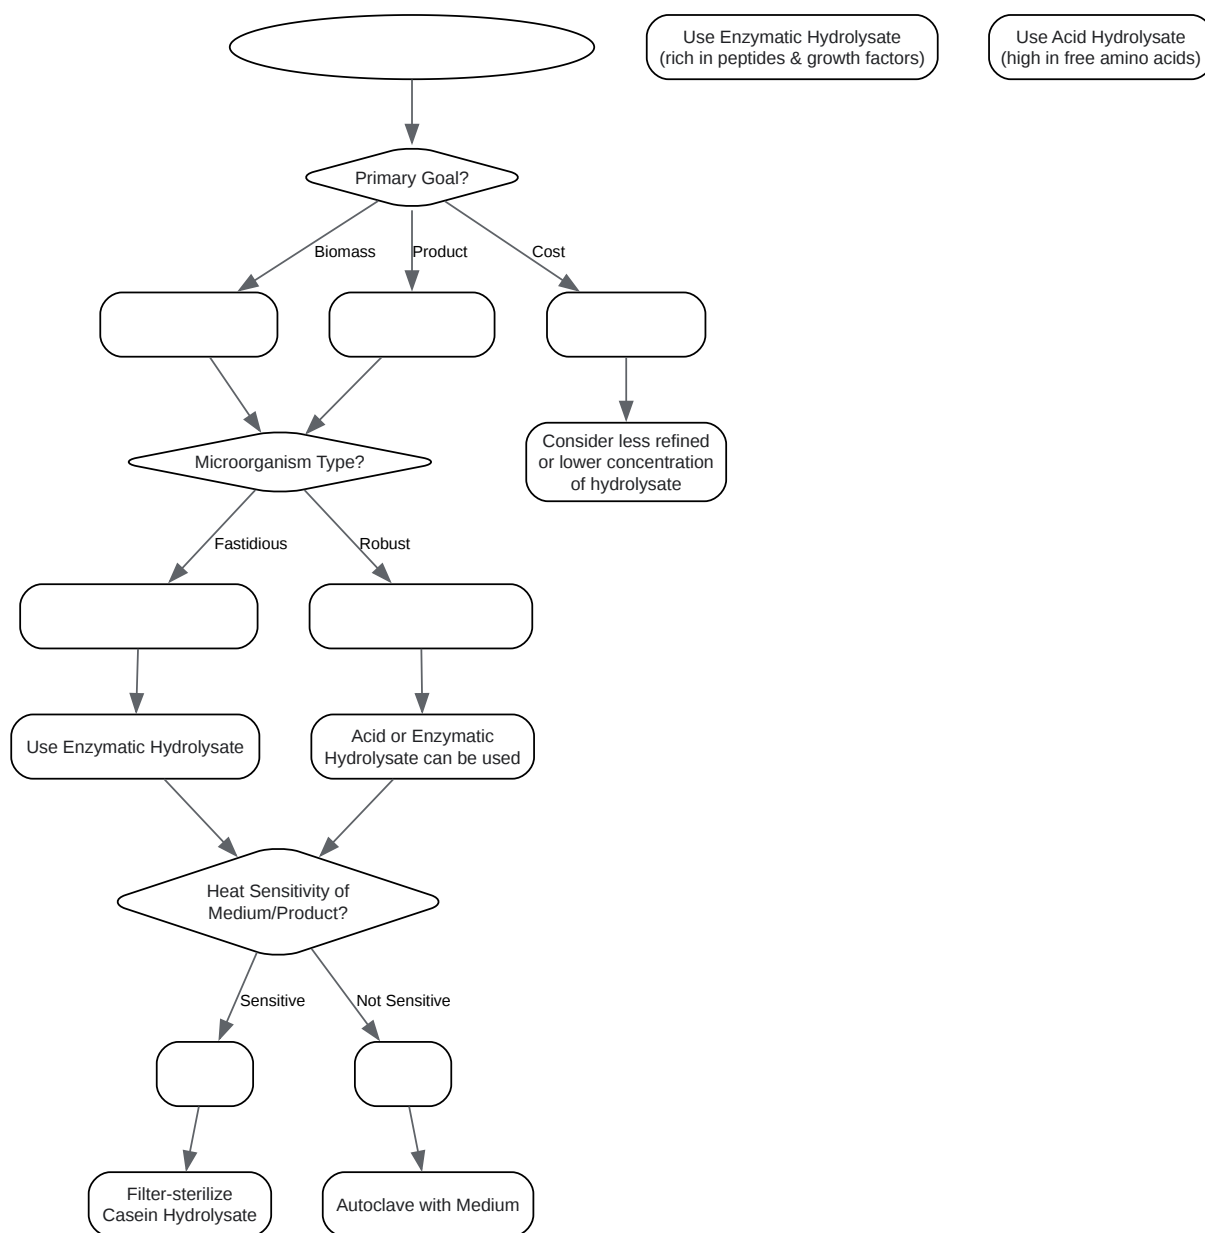 Use Enzymatic Hydrolysate
(rich in peptides & growth factors)
Use Acid Hydrolysate
(high in free amino acids)
Primary Goal?
Biomass
Product
Cost
Consider less refined
or lower concentration
of hydrolysate
Microorganism Type?
Fastidious
Robust
Use Enzymatic Hydrolysate
Acid or Enzymatic
Hydrolysate can be used
Heat Sensitivity of
Medium/Product?
Sensitive
Not Sensitive
Filter-sterilize
Casein Hydrolysate
Autoclave with Medium